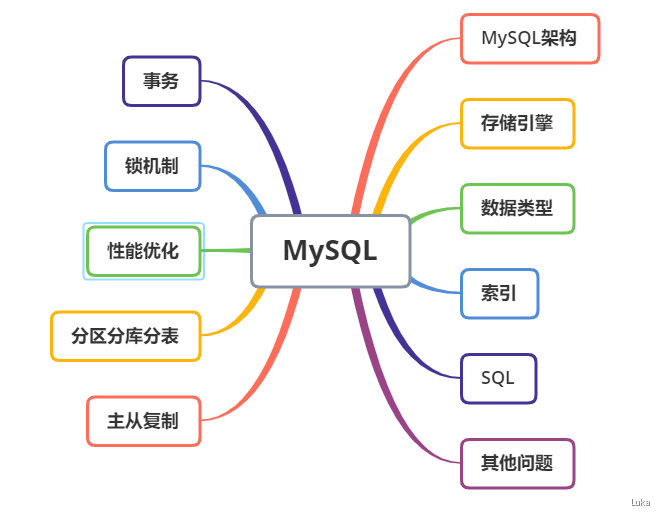 MySQL架构
事务
存储引擎
锁机制
数据类型
MySQL
性能优化
索引
分区分库分表
SQL
主从复制
其他问题
Luka